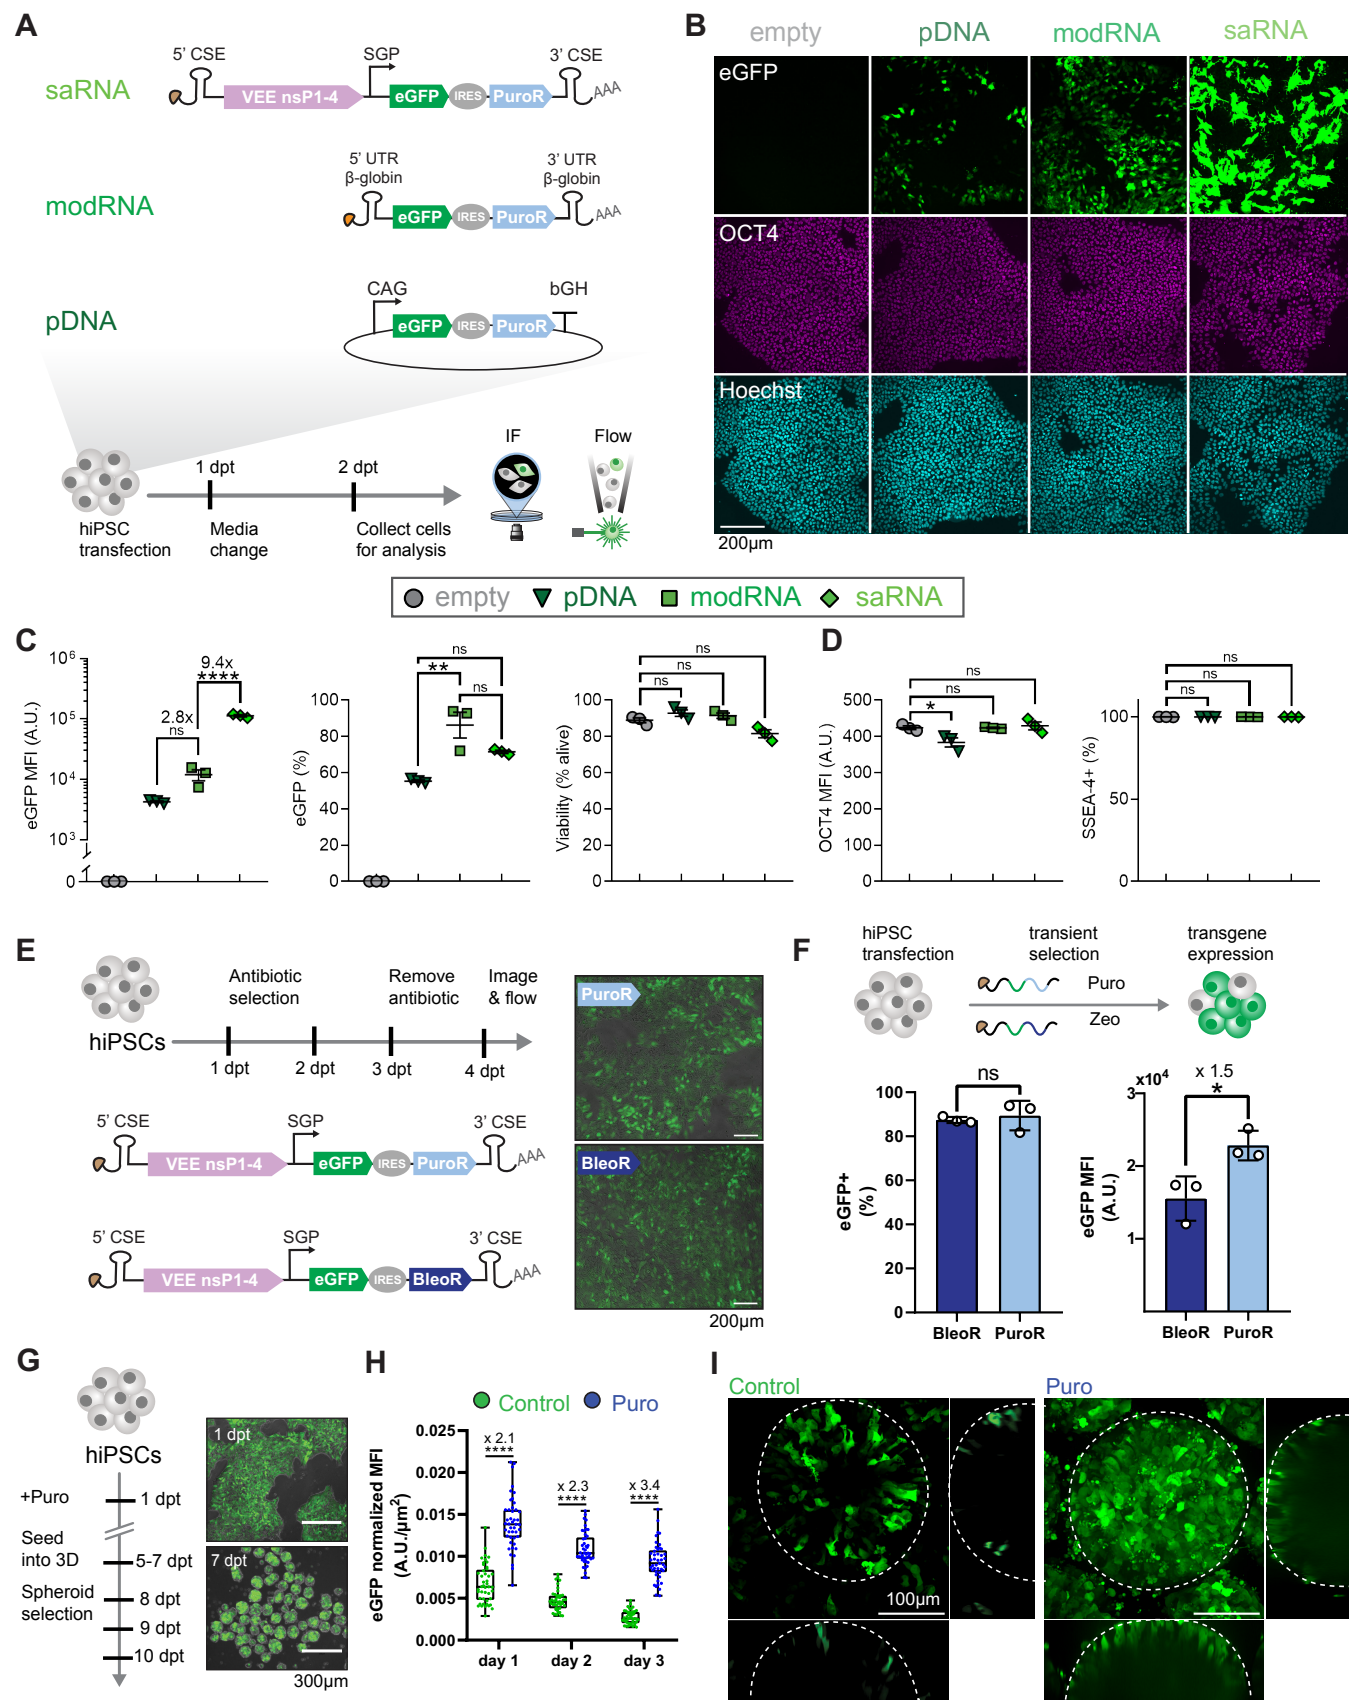 A
5’ CSE
SGP
3’ CSE
saRNA
VEE nsP1-4
eGFP
IRES
PuroR
AAA
5’ UTR
β-globin
3’ UTR
β-globin
modRNA
eGFP
IRES
PuroR
AAA
CAG
bGH
pDNA
eGFP
IRES
PuroR
1 dpt
2 dpt
IF
Flow
hiPSC
transfection
Media
change
Collect cells
for analysis
B
empty
pDNA
modRNA
saRNA
eGFP
OCT4
Hoechst
200µm
empty
pDNA
modRNA
saRNA
C
eGFP MFI (A.U.)
10⁶
10⁵
10⁴
10³
0
2.8x
ns
9.4x
****
eGFP (%)
100
80
60
40
20
0
ns
**
ns
Viability (% alive)
100
80
60
40
20
0
ns
ns
ns
D
OCT4 MFI (A.U.)
500
400
300
200
100
0
ns
ns
*
SSEA-4+ (%)
100
50
0
ns
ns
ns
E
hiPSCs
Antibiotic
selection
Remove
antibiotic
Image
& flow
1 dpt
2 dpt
3 dpt
4 dpt
5’ CSE
SGP
3’ CSE
VEE nsP1-4
eGFP
IRES
PuroR
AAA
5’ CSE
SGP
3’ CSE
VEE nsP1-4
eGFP
IRES
BleoR
AAA
PuroR
BleoR
200µm
F
hiPSC
transfection
transient
selection
transgene
expression
Puro
Zeo
eGFP+
(%)
100
80
60
40
20
0
ns
BleoR
PuroR
eGFP MFI
(A.U.)
x10⁴
3
2
1
x 1.5
*
BleoR
PuroR
G
hiPSCs
+Puro
1 dpt
Seed
into 3D
5-7 dpt
Spheroid
selection
8 dpt
9 dpt
10 dpt
1 dpt
7 dpt
300µm
H
Control
Puro
eGFP normalized MFI
(A.U./µm²)
0.025
0.020
0.015
0.010
0.005
0.000
x 2.1
****
x 2.3
****
x 3.4
****
day 1
day 2
day 3
I
Control
Puro
100µm